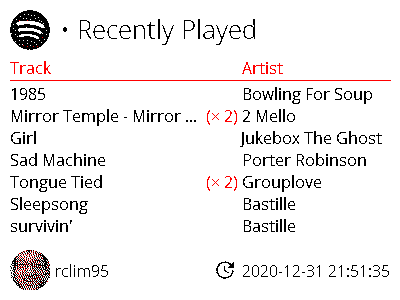 • Recently Played
Track Artist
1985 Bowling For Soup
Mirror Temple - Mirror ... (× 2) 2 Mello
Girl Jukebox The Ghost
Sad Machine Porter Robinson
Tongue Tied (× 2) Grouplove
Sleepsong Bastille
survivin' Bastille
rclim95 2020-12-31 21:51:35